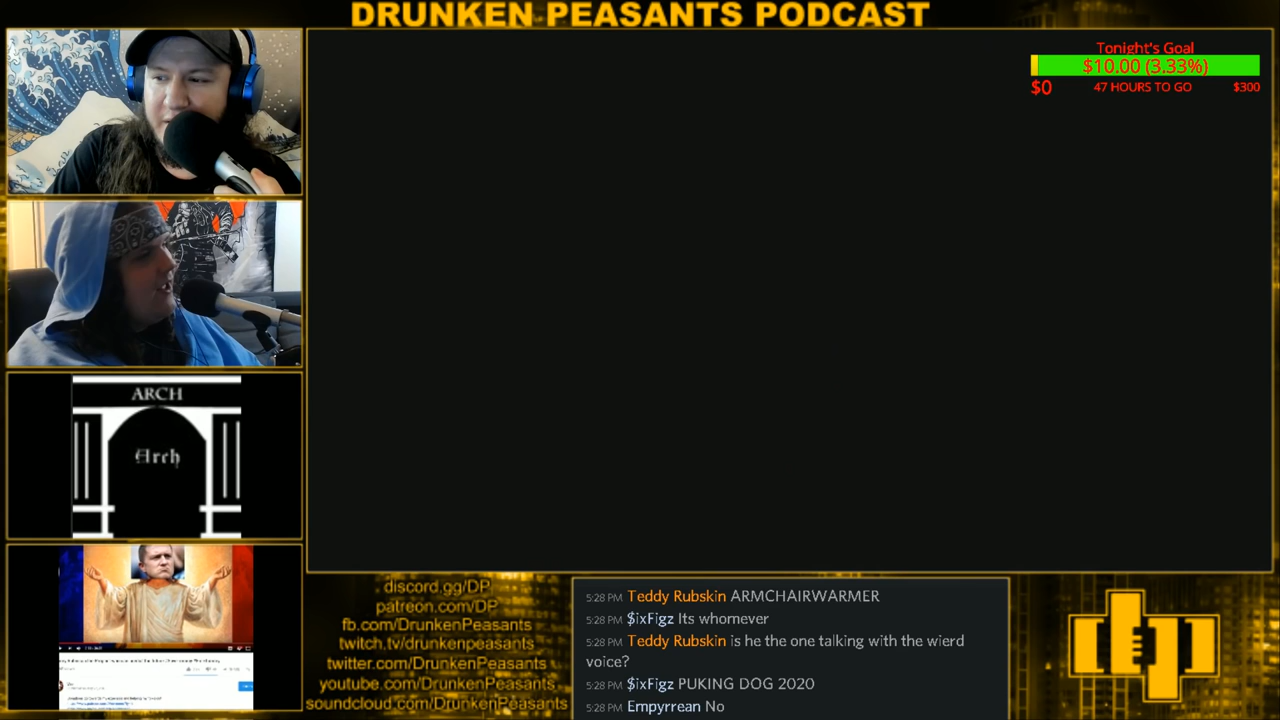 DRUNKEN PEASANTS PODCAST
Tonight's Goal
$10.00 (3.33%)
$0 47 HOURS TO GO $300
ARCH
Arch
discord.gg/DP
patreon.com/DP
fb.com/DrunkenPeasants
twitch.tv/drunkenpeasants
twitter.com/DrunkenPeasants
youtube.com/DrunkenPeasants
soundcloud.com/DrunkenPeasants
5:28 PM Teddy Rubskin ARMCHAIRWARMER
5:28 PM $ixFigz Its whornever
5:28 PM Teddy Rubskin is he the one talking with the wierd
voice?
5:28 PM $ixFigz PUKING DOG 2020
5:28 PM Empyrrean No